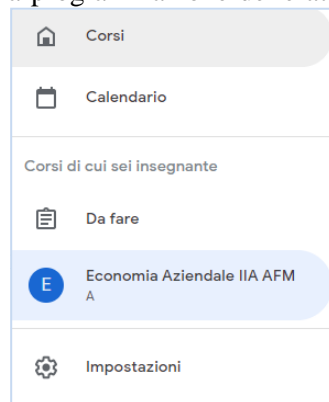 Corsi
Calendario
Corsi di cui sei insegnante
Da fare
E
Economia Aziendale IIA AFM
A
Impostazioni